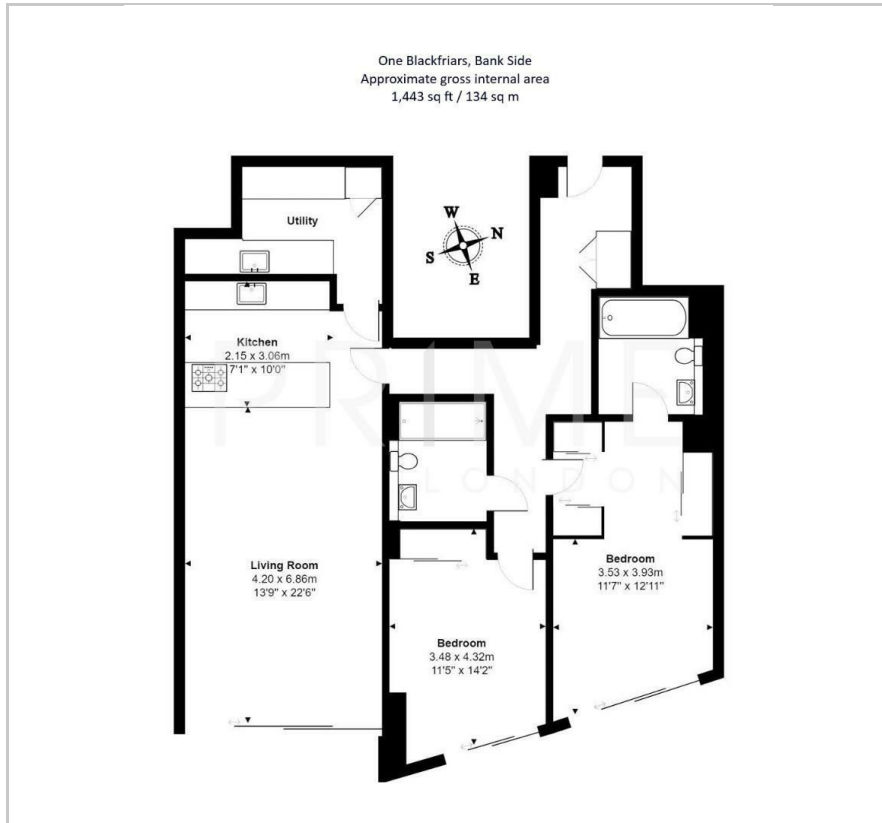 One Blackfriars, Bank Side
Approximate gross internal area
1,443 sq ft / 134 sq m
Utility
W
N
S
E
Kitchen
2.15 x 3.06m
7'1" x 10'0"
PRIME
LONDON
Living Room
4.20 x 6.86m
13'9" x 22'6"
Bedroom
3.53 x 3.93m
11'7" x 12'11"
Bedroom
3.48 x 4.32m
11'5" x 14'2"